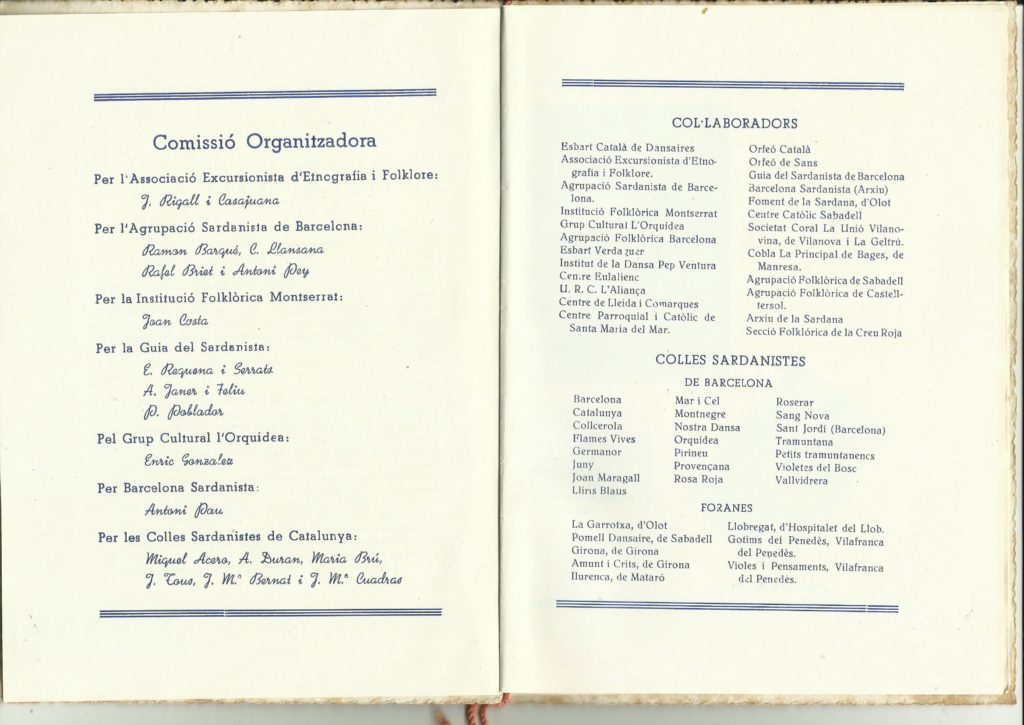 Comissió Organitzadora
Per l'Associació Excursionista d'Etncgrafia i Folklore:
J. Rigall i Casajuana
Per l'Agrupació Sardanista de Barcelona:
Ramon Bargués, C. Llansana
Rafel Briet i Antoni Pey
Per la Institució Folklòrica Montserrat:
Joan Costa
Per la Guia del Sardanista:
E. Requena i Serrats
A. Janer i Feliu
P. Poblador
Pel Grup Cultural l'Orquidea:
Enric Gonzalez
Per Barcelona Sardanista:
Antoni Pau
Per les Colles Sardanistes de Catalunya:
Miquel Acero, A. Duran, Maria Brú,
J. Tous, J. M.ª Bernat i J. M.ª Cuadras
COL·LABORADORS
Esbart Català de Dansaires
Associació Excursionista d'Etno-
grafia i Folklore.
Agrupació Sardanista de Barce-
lona.
Institució Folklòrica Montserrat
Grup Cultural L'Orquidea
Agrupació Folklòrica Barcelona
Esbart Verdaguer
Institut de la Dansa Pep Ventura
Centre Eulalienc
U. R. C. L'Aliança
Centre de Lleida i Comarques
Centre Parroquial i Catòlic de
Santa Maria del Mar.
Orfeó Català
Orfeó de Sans
Guia del Sardanista de Barcelona
Barcelona Sardanista (Arxiu)
Foment de la Sardana, d'Olot
Centre Catòlic Sabadell
Societat Coral La Unió Vilano-
vina, de Vilanova i La Geltrú.
Cobla La Principal de Bages, de
Manresa.
Agrupació Folklòrica de Sabadell
Agrupació Folklòrica de Castell-
tersol.
Arxiu de la Sardana
Secció Folklórica de la Creu Roja
COLLES SARDANISTES
DE BARCELONA
Barcelona
Catalunya
Collcerola
Flames Vives
Germanor
Juny
Joan Maragall
Lliris Blaus
Mar i Cel
Montnegre
Nostra Dansa
Orquídea
Pirineu
Provençana
Rosa Roja
Roserar
Sang Nova
Sant Jordi (Barcelona)
Tramuntana
Petits tramuntanencs
Violetes del Bosc
Vallvidrera
FORANES
La Garrotxa, d'Olot
Pomell Dansaire, de Sabadell
Girona, de Girona
Amunt i Crits, de Girona
Iluren​ca, de Mataró
Llobregat, d'Hospitalet del Llob.
Gotims del Penedès, Vilafranca
del Pepedès.
Violes i Pensaments, Vilafranca
del Penedès.